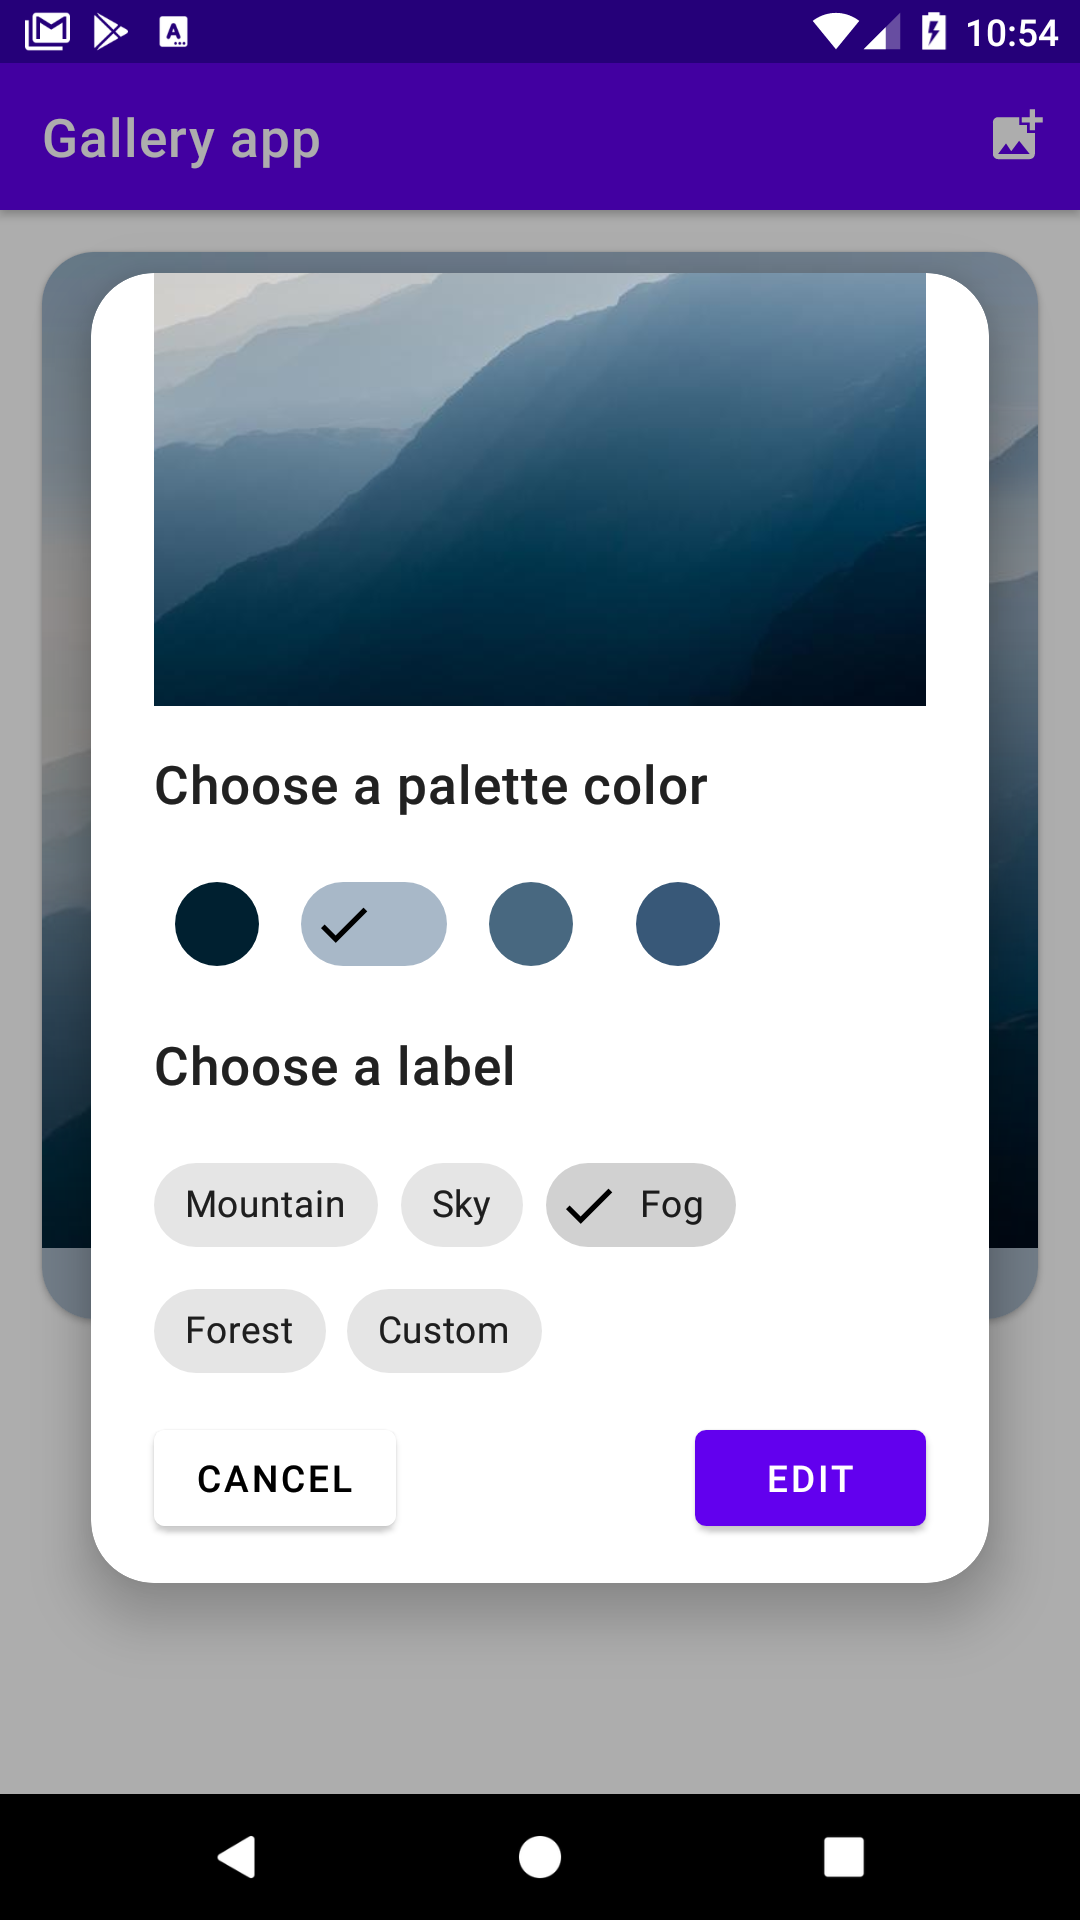 10:54
Gallery app
Choose a palette color
Choose a label
Mountain Sky Fog
Forest Custom
CANCEL EDIT